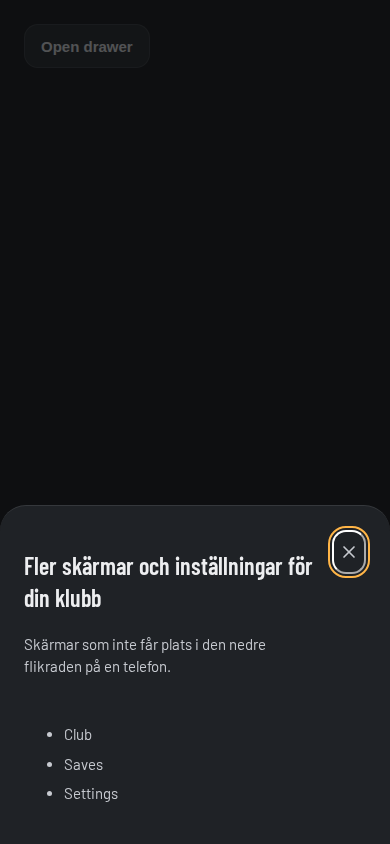 Open drawer
Fler skärmar och inställningar för
din klubb
Skärmar som inte får plats i den nedre
flikraden på en telefon.
Club
Saves
Settings